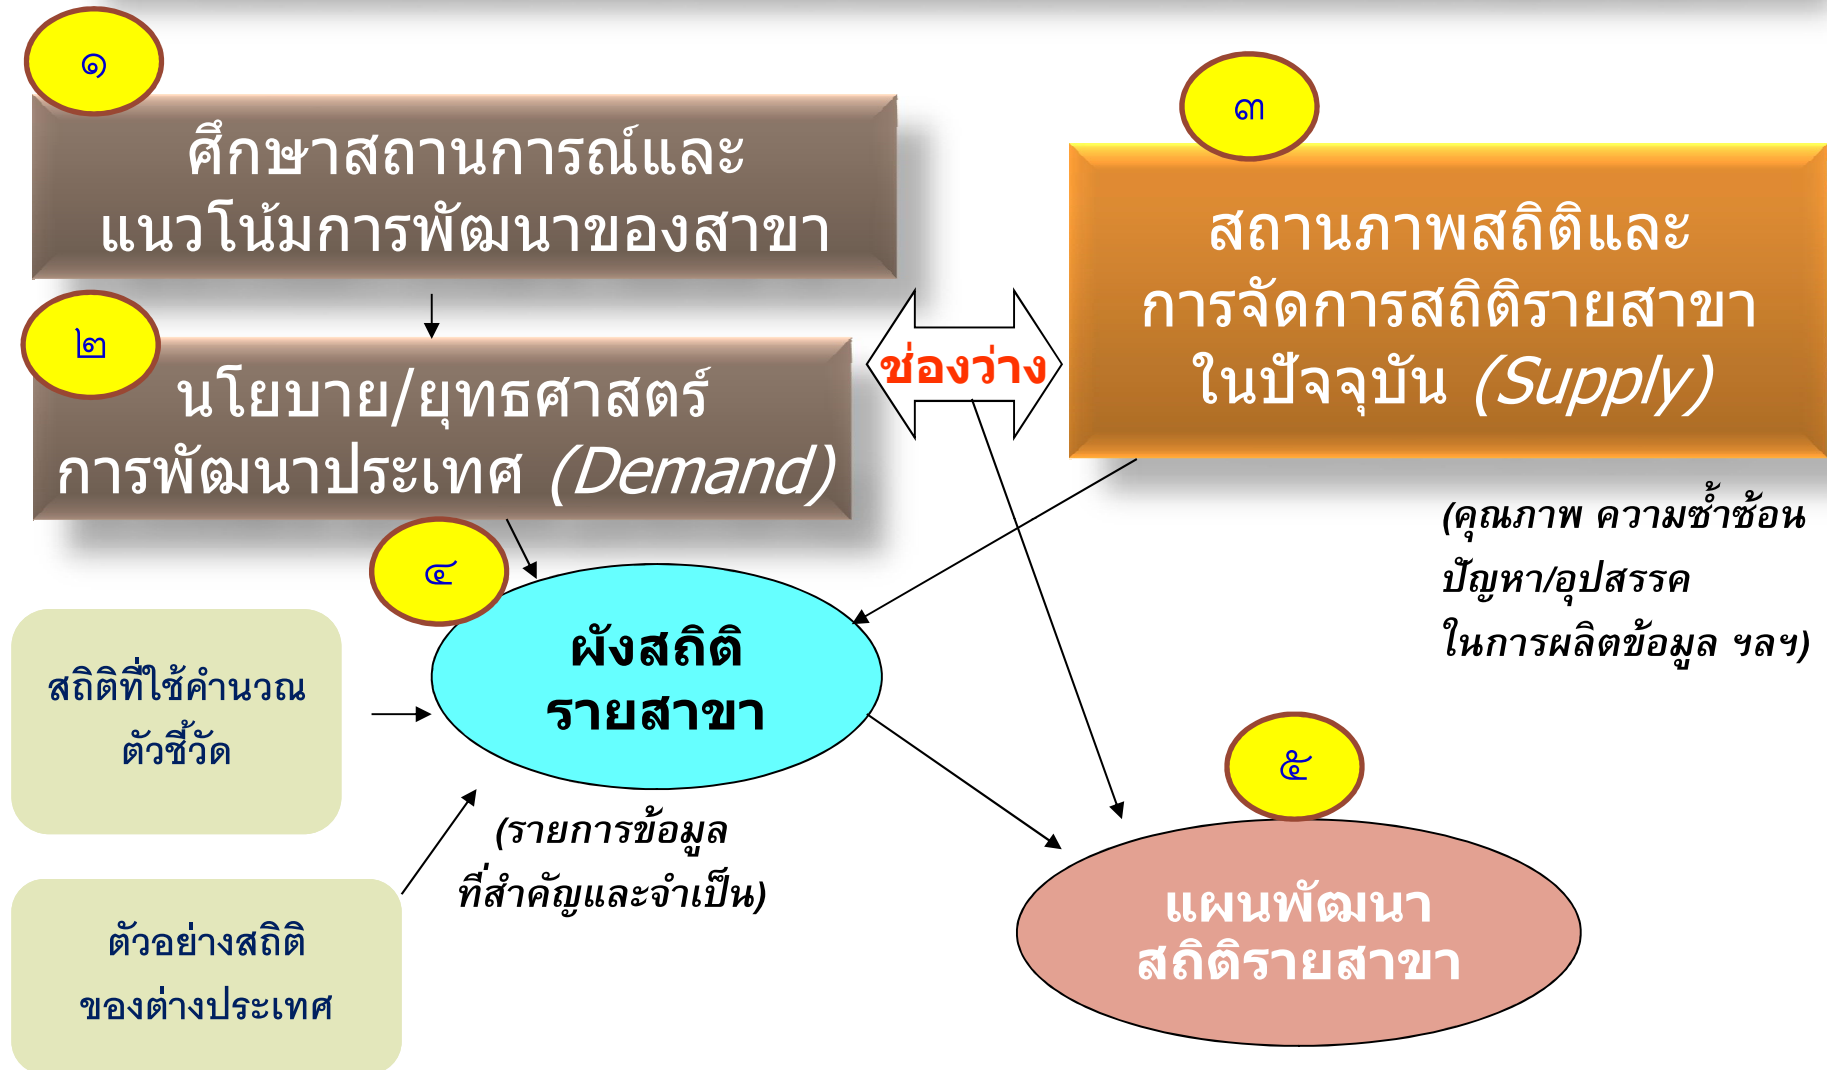 ๑
ศึกษาสถานการณ์และ
แนวโน้มการพัฒนาของสาขา
๒
นโยบาย/ยุทธศาสตร์
การพัฒนาประเทศ (Demand)
ช่องว่าง
๓
สถานภาพสถิติและ
การจัดการสถิติรายสาขา
ในปัจจุบัน (Supply)
(คุณภาพ ความซ้ำซ้อน
ปัญหา/อุปสรรค
ในการผลิตข้อมูล ฯลฯ)
๔
ผังสถิติ
รายสาขา
(รายการข้อมูล
ที่สำคัญและจำเป็น)
สถิติที่ใช้คำนวณ
ตัวชี้วัด
ตัวอย่างสถิติ
ของต่างประเทศ
๕
แผนพัฒนา
สถิติรายสาขา